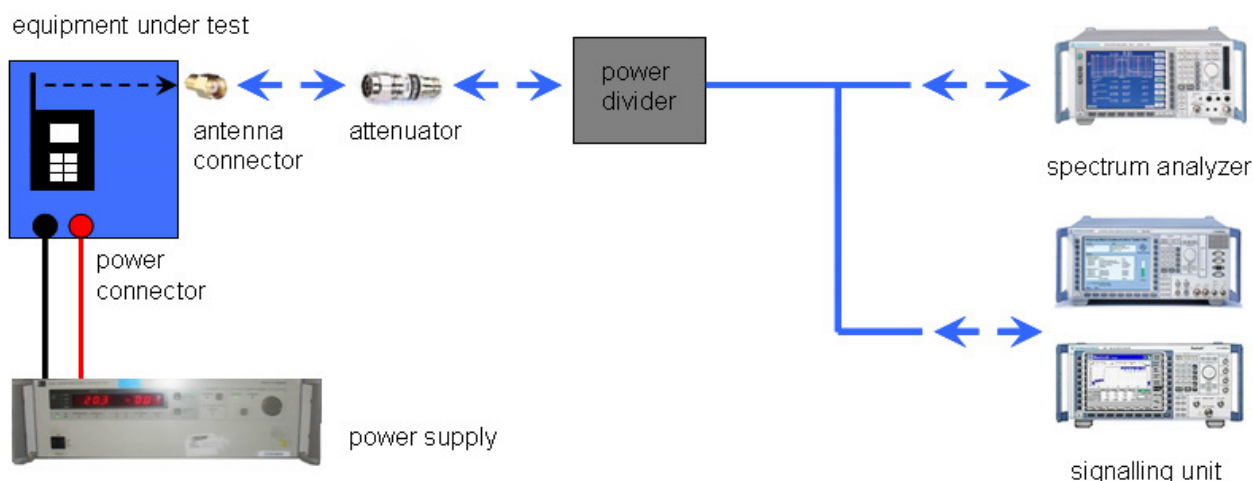 equipment under test
power
divider
antenna
connector
attenuator
spectrum analyzer
power
connector
power supply
signalling unit